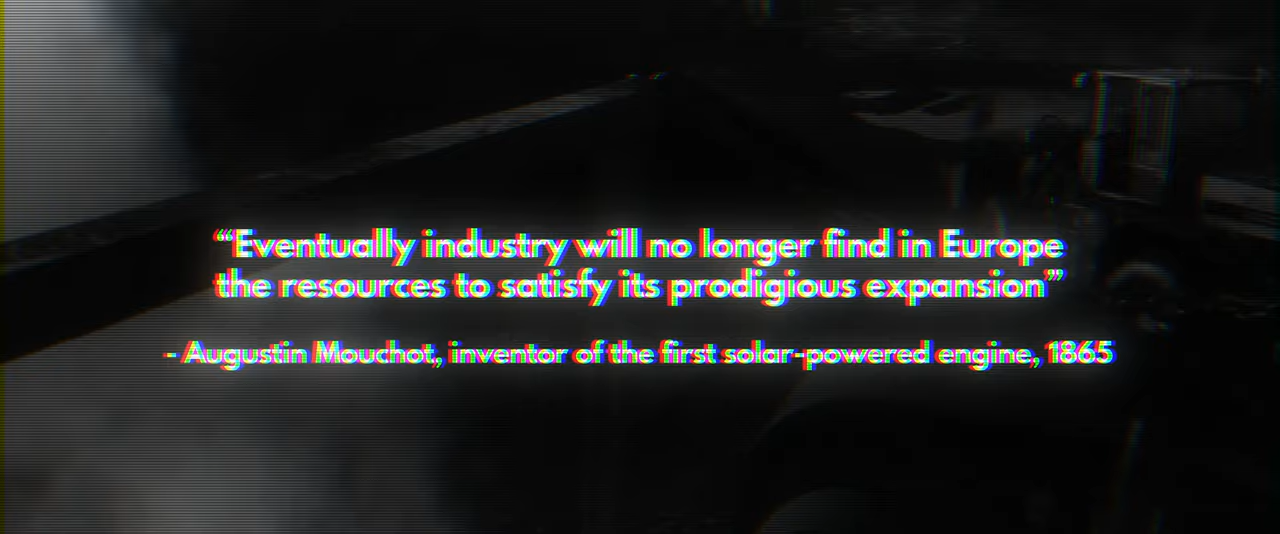 “Eventually industry will no longer find in Europe
the resources to satisfy its prodigious expansion”
- Augustin Mouchot, inventor of the first solar-powered engine, 1865